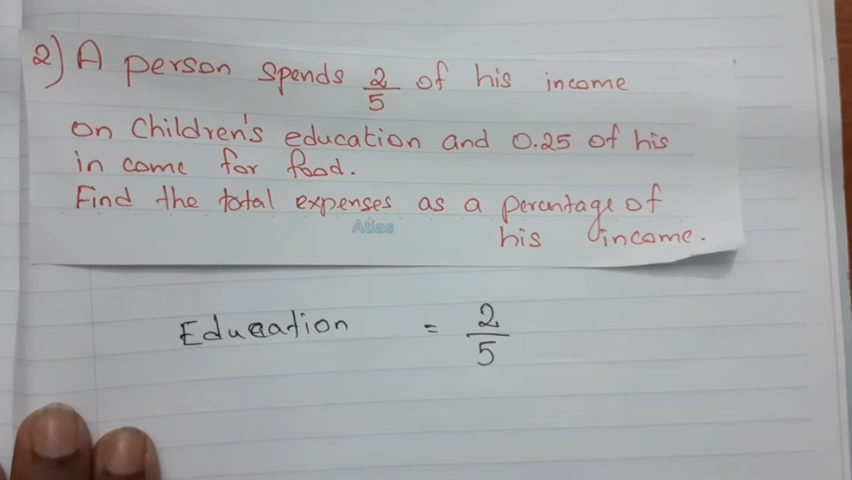 2) A person spends 2/5 of his income
on Children's education and 0.25 of his
in come for food.
Find the total expenses as a percentage of
his income.
Atlas
Education = 2/5